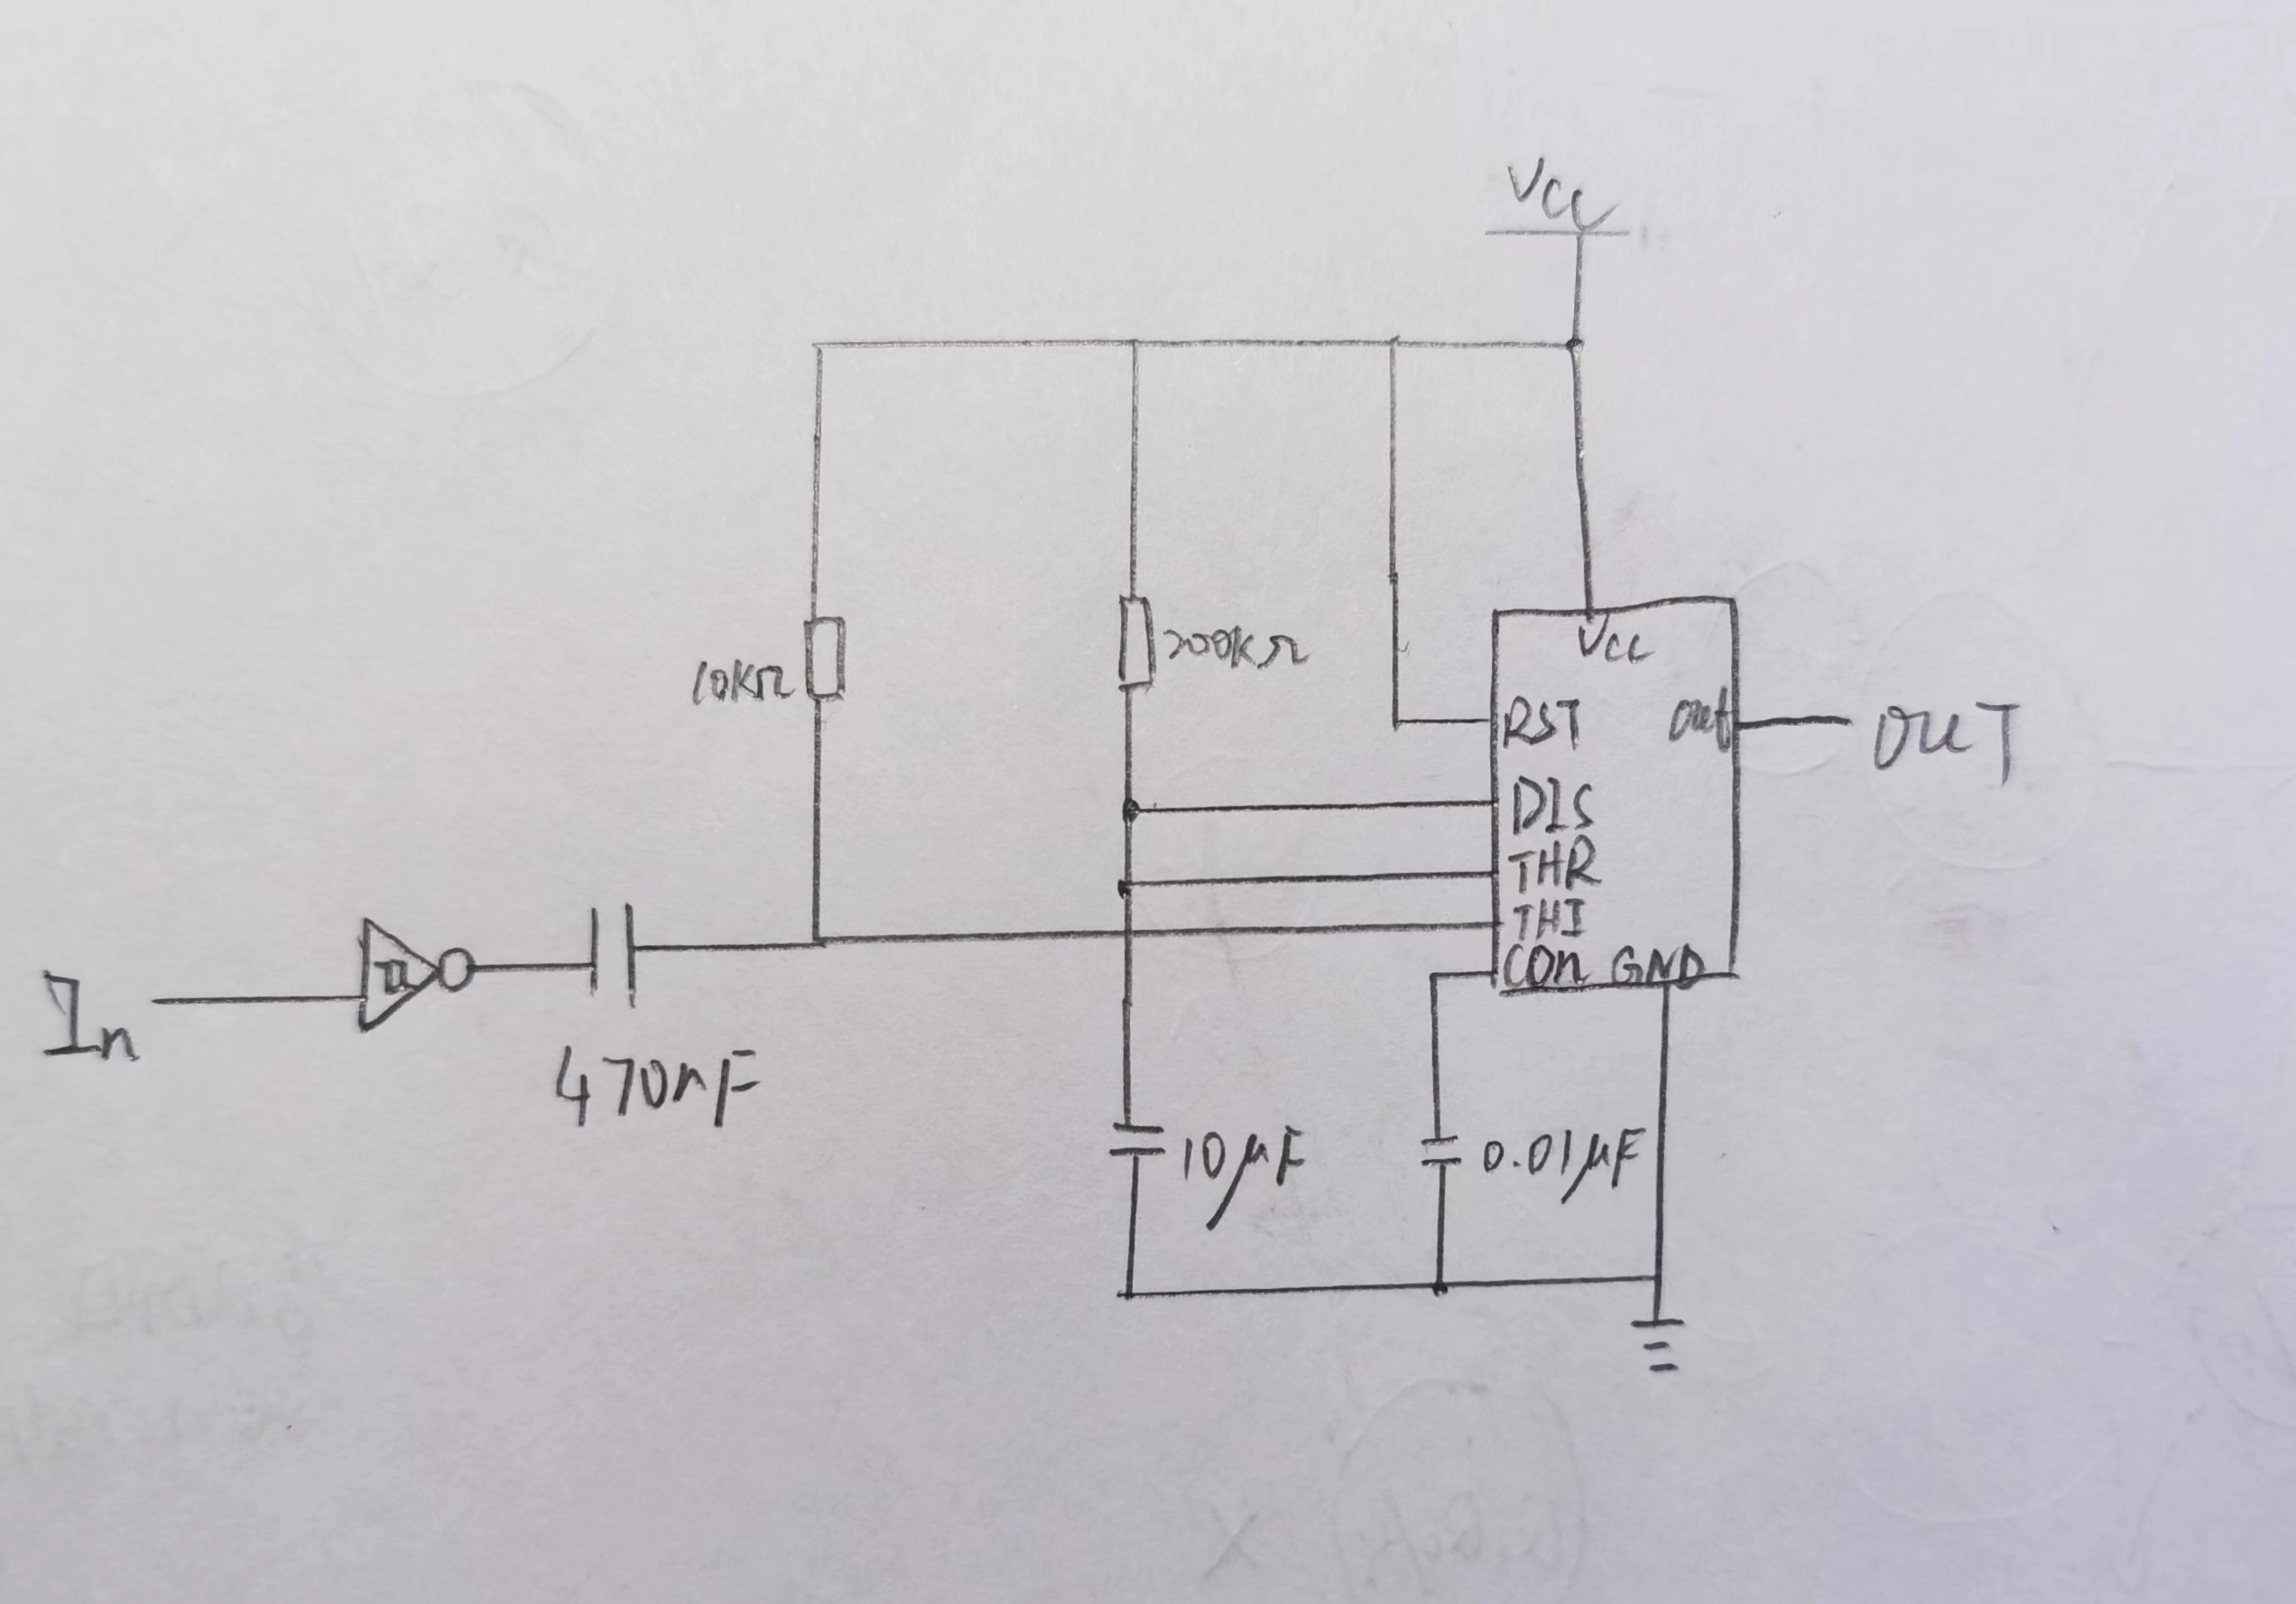 Vcc
Vcc
10KΩ
200KΩ
RST
out
OUT
DIS
THR
THI
In
CON GND
470nF
10μF
0.01μF